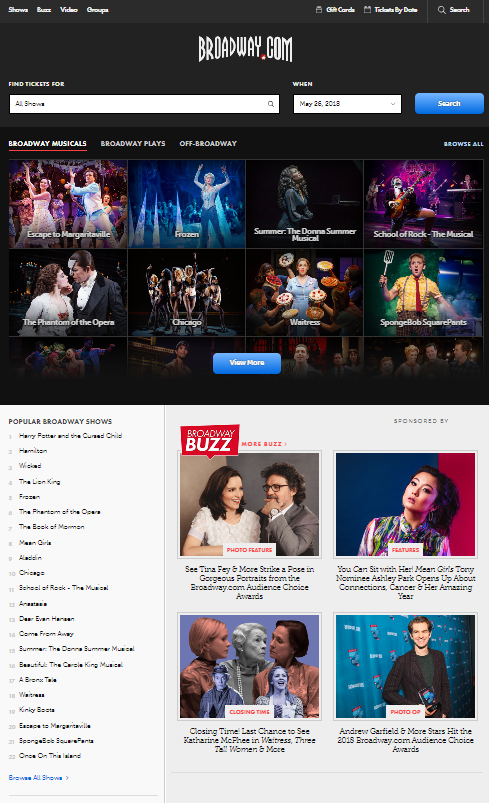 Shows Buzz Video Groups Gift Cards Tickets By Date Search
BROADWAY.COM
FIND TICKETS FOR WHEN
All Shows May 26, 2018 Search
BROADWAY MUSICALS BROADWAY PLAYS OFF-BROADWAY BROWSE ALL
Escape to Margaritaville
Frozen
Summer: The Donna Summer
Musical
School of Rock - The Musical
The Phantom of the Opera
Chicago
Waitress
SpongeBob SquarePants
View More
POPULAR BROADWAY SHOWS
1 Harry Potter and the Cursed Child
2 Hamilton
3 Wicked
4 The Lion King
5 Frozen
6 The Phantom of the Opera
7 The Book of Mormon
8 Mean Girls
9 Aladdin
10 Chicago
11 School of Rock - The Musical
12 Anastasia
13 Dear Evan Hansen
14 Come From Away
15 Summer: The Donna Summer Musical
16 Beautiful: The Carole King Musical
17 A Bronx Tale
18 Waitress
19 Kinky Boots
20 Escape to Margaritaville
21 SpongeBob SquarePants
22 Once On This Island
Browse All Shows >
SPONSORED BY
BROADWAY
BUZZ
MORE BUZZ >
PHOTO FEATURE
See Tina Fey & More Strike a Pose in
Gorgeous Portraits from the
Broadway.com Audience Choice
Awards
FEATURES
You Can Sit with Her! Mean Girls Tony
Nominee Ashley Park Opens Up About
Connections, Cancer & Her Amazing
Year
CLOSING TIME
Closing Time! Last Chance to See
Katharine McPhee in Waitress, Three
Tall Women & More
PHOTO OP
Andrew Garfield & More Stars Hit the
2018 Broadway.com Audience Choice
Awards